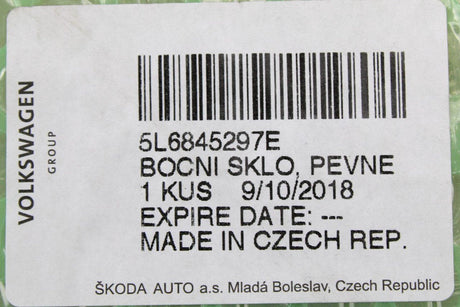 VOLKSWAGEN
GROUP
5L6845297E
BOCNI SKLO, PEVNE
1 KUS 9/10/2018
EXPIRE DATE: ---
MADE IN CZECH REP.
ŠKODA AUTO a.s. Mladá Boleslav, Czech Republic